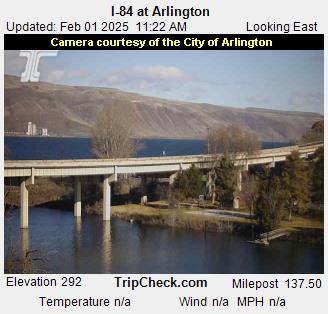 I-84 at Arlington
Updated: Feb 01 2025 11:22 AM Looking East
Camera courtesy of the City of Arlington
Elevation 292 TripCheck.com Milepost 137.50
Temperature n/a Wind n/a MPH n/a